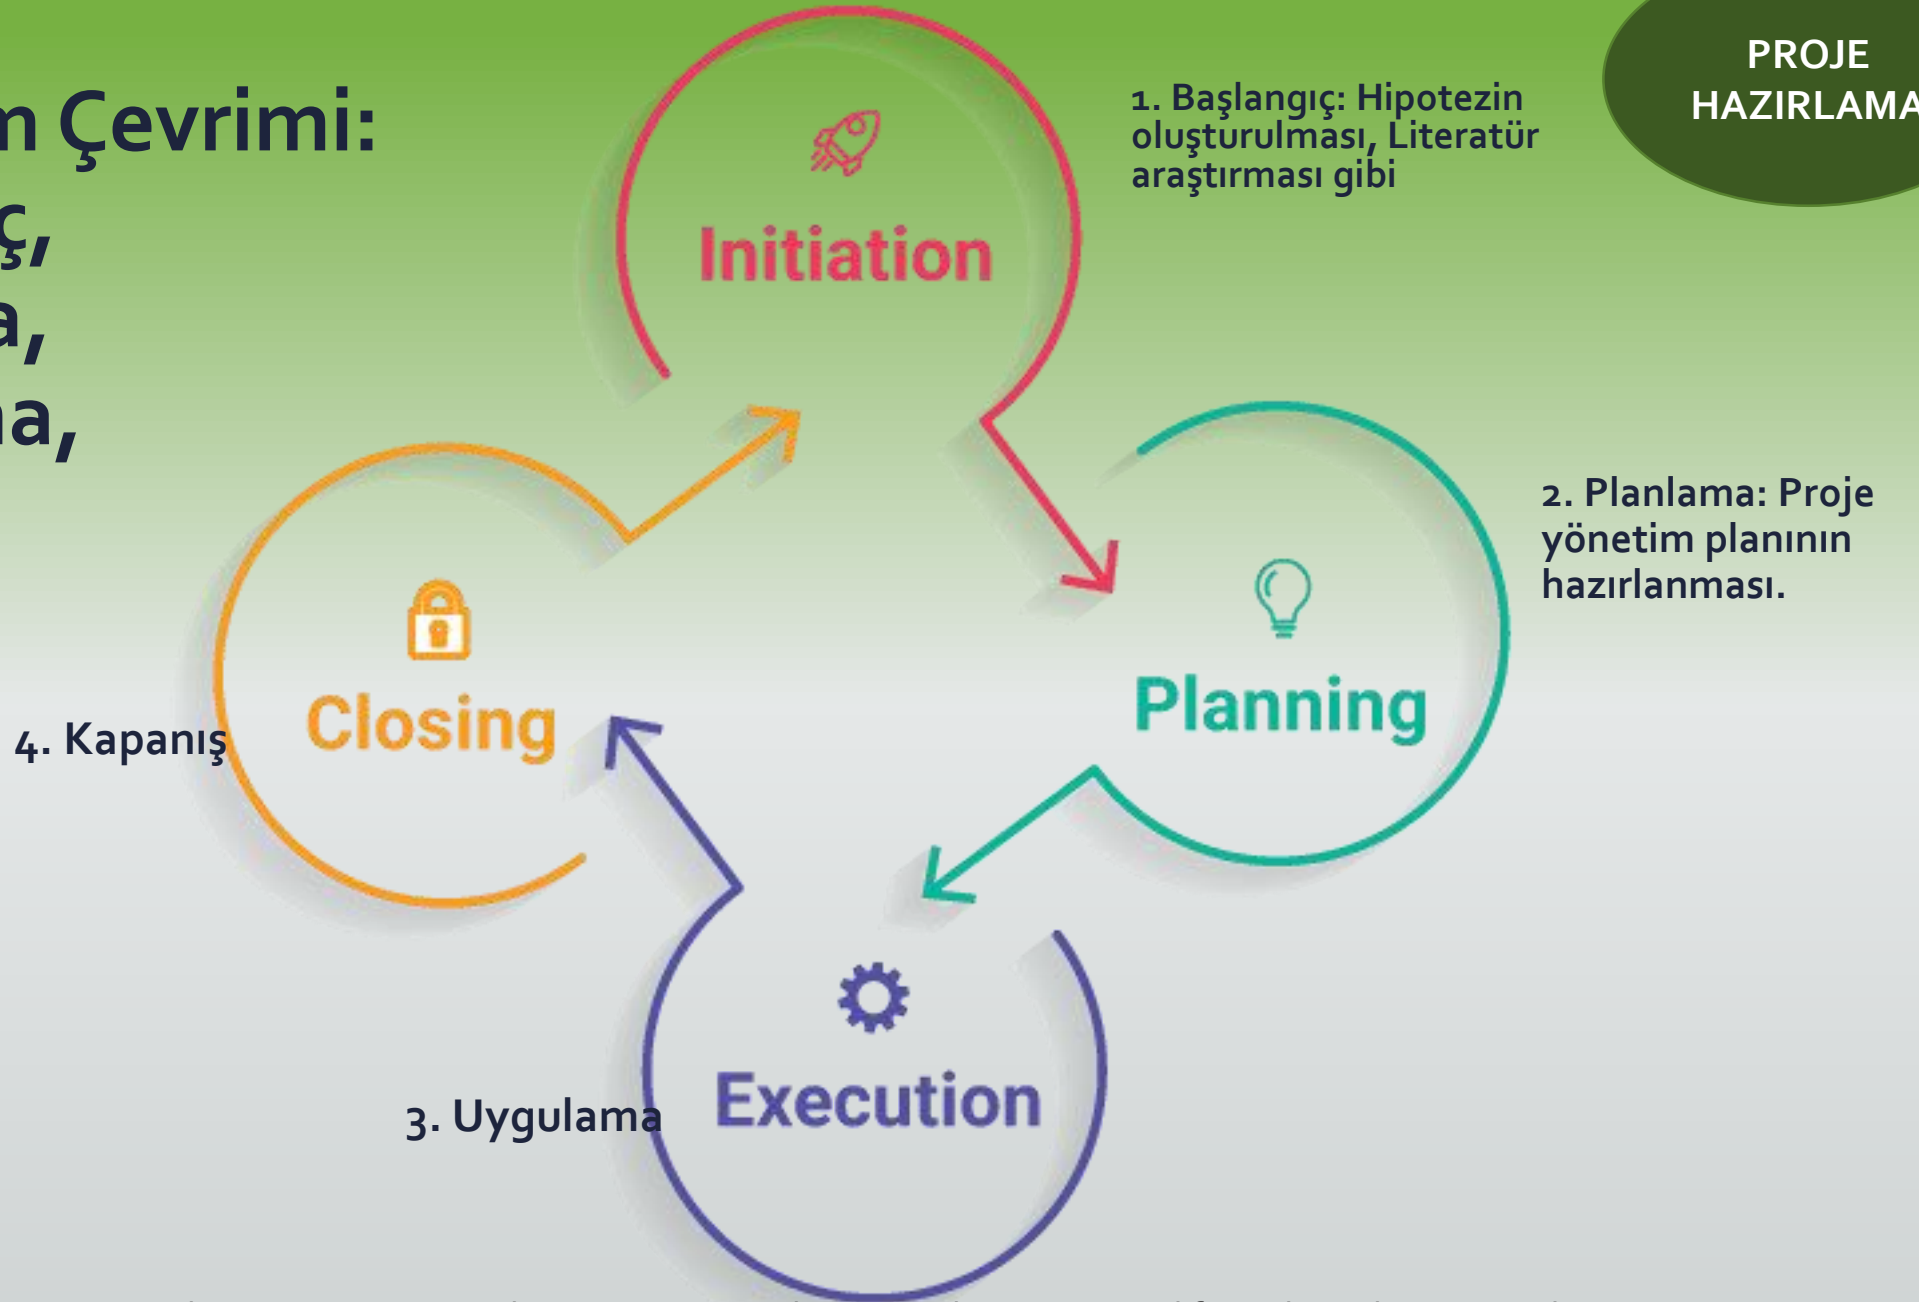 m Çevrimi:
ç,
a,
na,
PROJE
HAZIRLAMA
1. Başlangıç: Hipotezin
oluşturulması, Literatür
araştırması gibi
Initiation
2. Planlama: Proje
yönetim planının
hazırlanması.
Planning
4. Kapanış
Closing
3. Uygulama
Execution